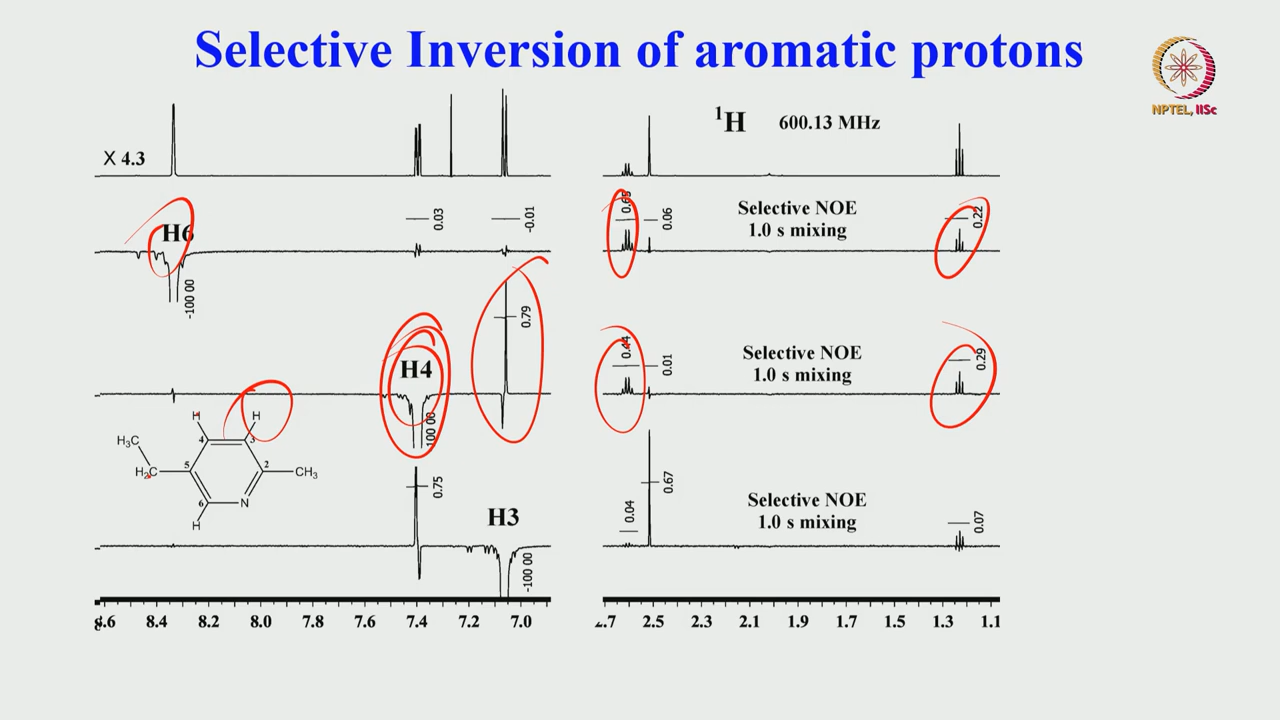 Selective Inversion of aromatic protons
NPTEL, IISc
¹H 600.13 MHz
X 4.3
H6
-100 00
0.03
-0.01
0.65
0.06
Selective NOE
1.0 s mixing
0.22
H4
100 00
0.79
0.44
0.01
Selective NOE
1.0 s mixing
0.29
H H
H₃C 4 3
H₂C 5 2 CH₃
6 N
H
0.75
H3
-100 00
0.04
0.67
Selective NOE
1.0 s mixing
0.07
8.6 8.4 8.2 8.0 7.8 7.6 7.4 7.2 7.0 2.7 2.5 2.3 2.1 1.9 1.7 1.5 1.3 1.1